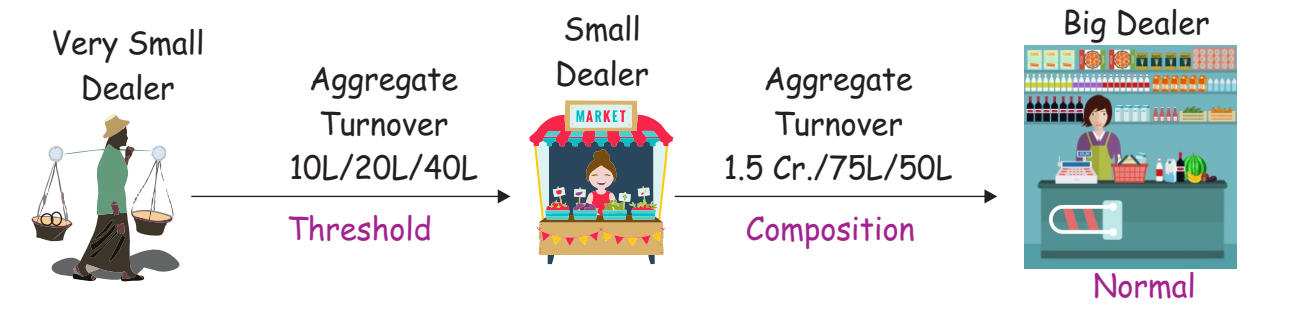 Very Small
Dealer
Aggregate
Turnover
10L/20L/40L
Threshold
Small
Dealer
MARKET
Aggregate
Turnover
1.5 Cr./75L/50L
Composition
Big Dealer
Normal